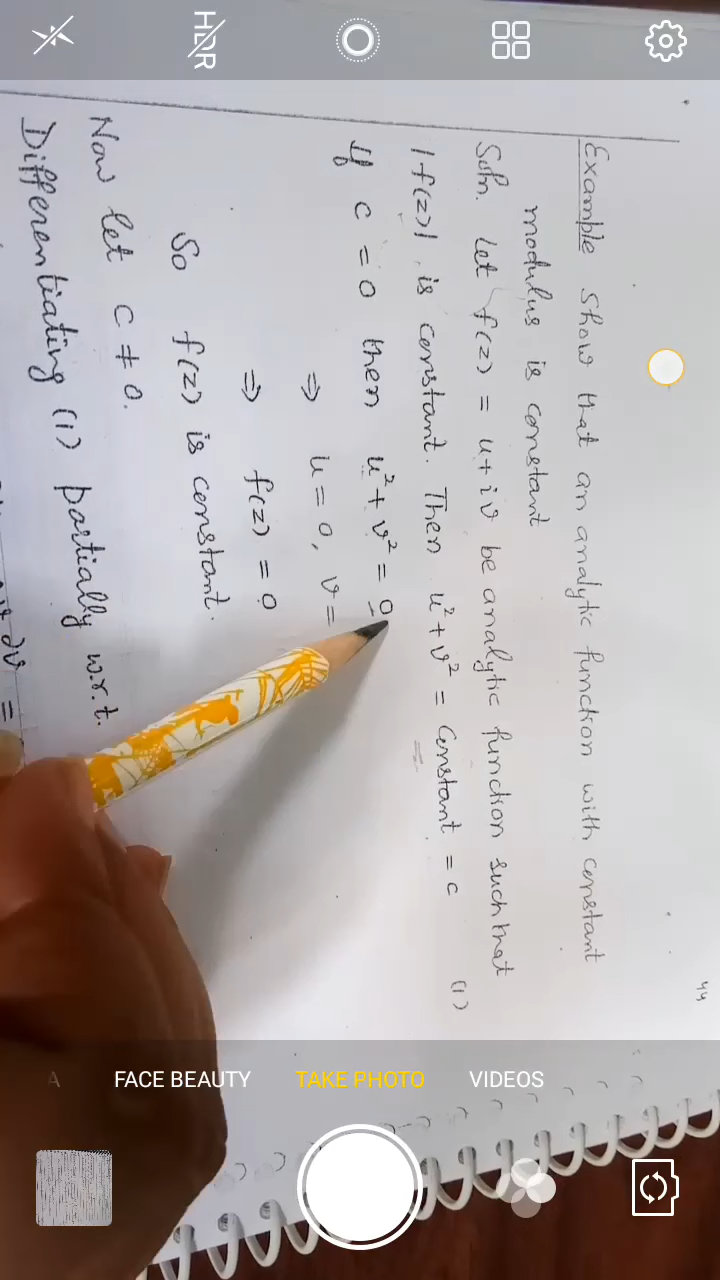 HDR
44
Example Show that an analytic function with constant
modulus is constant
Soln. Let f(z) = u+iv be analytic function such that
|f(z)| is constant. Then u² + v² = Constant = c (1)
If c = 0 then u² + v² = 0
⇒ u = 0, v =
⇒ f(z) = 0
So f(z) is constant.
Now let c ≠ 0.
Differentiating (1) partially w.r.t.
A FACE BEAUTY TAKE PHOTO VIDEOS